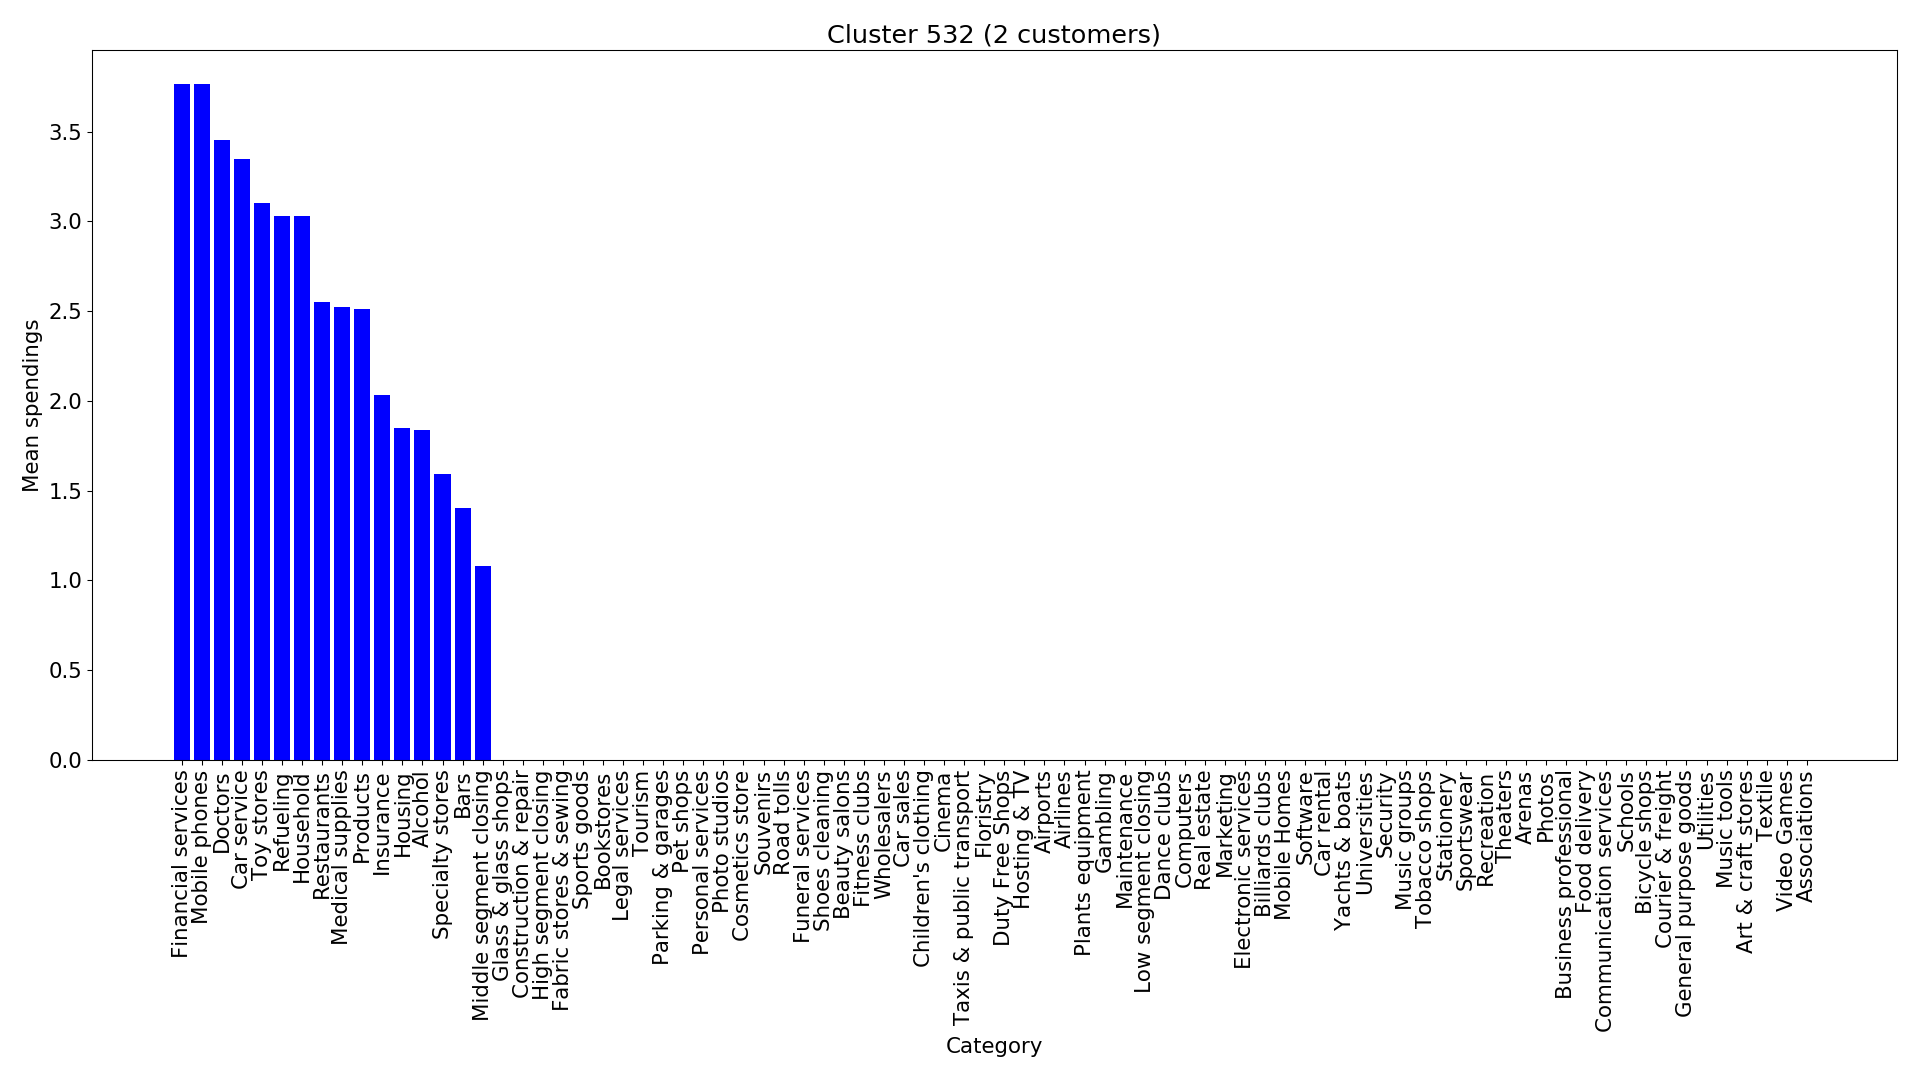 Cluster 532 (2 customers)
Mean spendings
3.5
3.0
2.5
2.0
1.5
1.0
0.5
0.0
Financial services
Mobile phones
Doctors
Car service
Toy stores
Refueling
Household
Restaurants
Medical supplies
Products
Insurance
Housing
Alcohol
Specialty stores
Bars
Middle segment closing
Glass & glass shops
Construction & repair
High segment closing
Fabric stores & sewing
Sports goods
Bookstores
Legal services
Tourism
Parking & garages
Pet shops
Personal services
Photo studios
Cosmetics store
Souvenirs
Road tolls
Funeral services
Shoes cleaning
Beauty salons
Fitness clubs
Wholesalers
Car sales
Children's clothing
Cinema
Taxis & public transport
Floristry
Duty Free Shops
Hosting & TV
Airports
Airlines
Plants equipment
Gambling
Maintenance
Low segment closing
Dance clubs
Computers
Real estate
Marketing
Electronic services
Billiards clubs
Mobile Homes
Software
Car rental
Yachts & boats
Universities
Security
Music groups
Tobacco shops
Stationery
Sportswear
Recreation
Theaters
Arenas
Photos
Business professional
Food delivery
Communication services
Schools
Bicycle shops
Courier & freight
General purpose goods
Utilities
Music tools
Art & craft stores
Textile
Video Games
Associations
Category